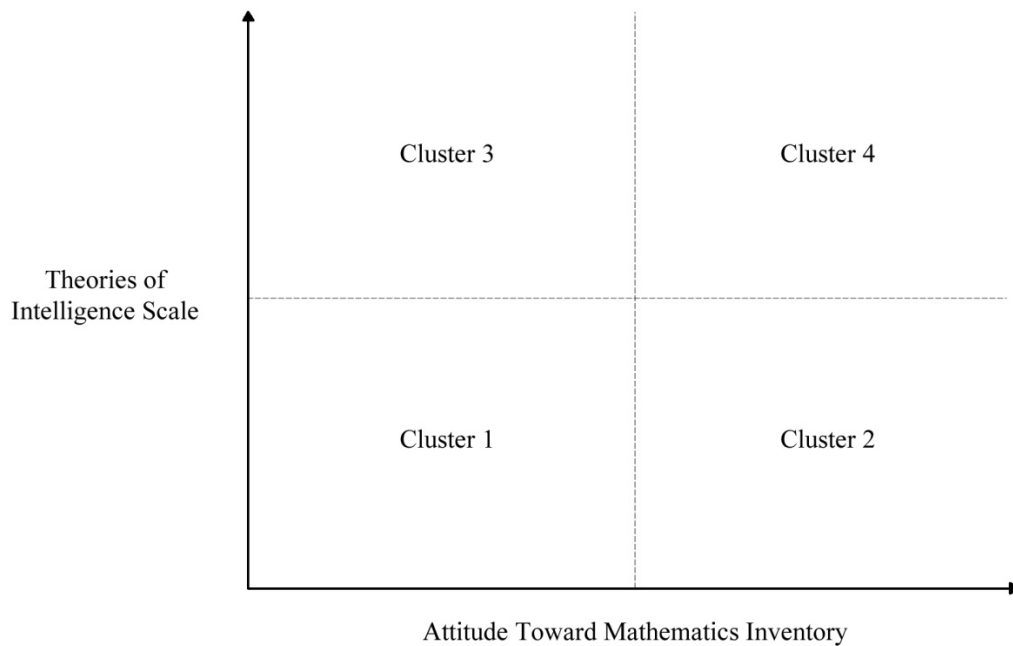 Cluster 3
Cluster 4
Theories of
Intelligence Scale
Cluster 1
Cluster 2
Attitude Toward Mathematics Inventory